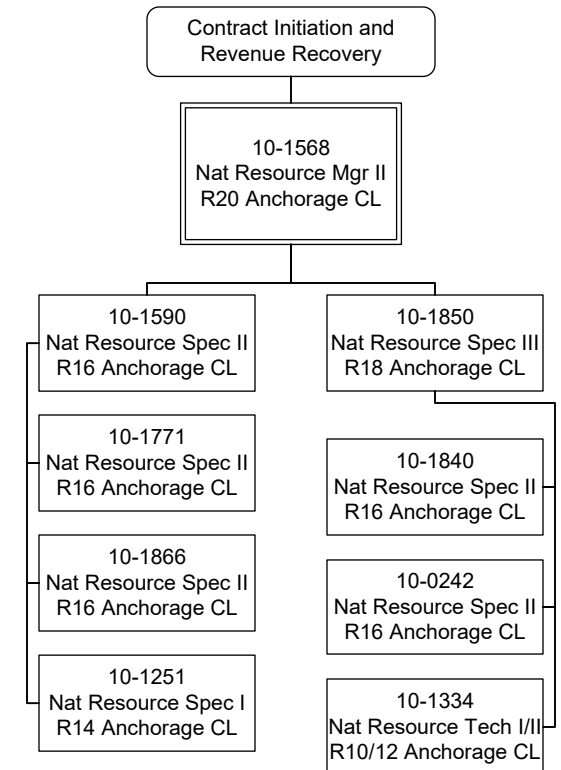 Contract Initiation and
Revenue Recovery
10-1568
Nat Resource Mgr II
R20 Anchorage CL
10-1590
Nat Resource Spec II
R16 Anchorage CL
10-1771
Nat Resource Spec II
R16 Anchorage CL
10-1866
Nat Resource Spec II
R16 Anchorage CL
10-1251
Nat Resource Spec I
R14 Anchorage CL
10-1850
Nat Resource Spec III
R18 Anchorage CL
10-1840
Nat Resource Spec II
R16 Anchorage CL
10-0242
Nat Resource Spec II
R16 Anchorage CL
10-1334
Nat Resource Tech I/II
R10/12 Anchorage CL